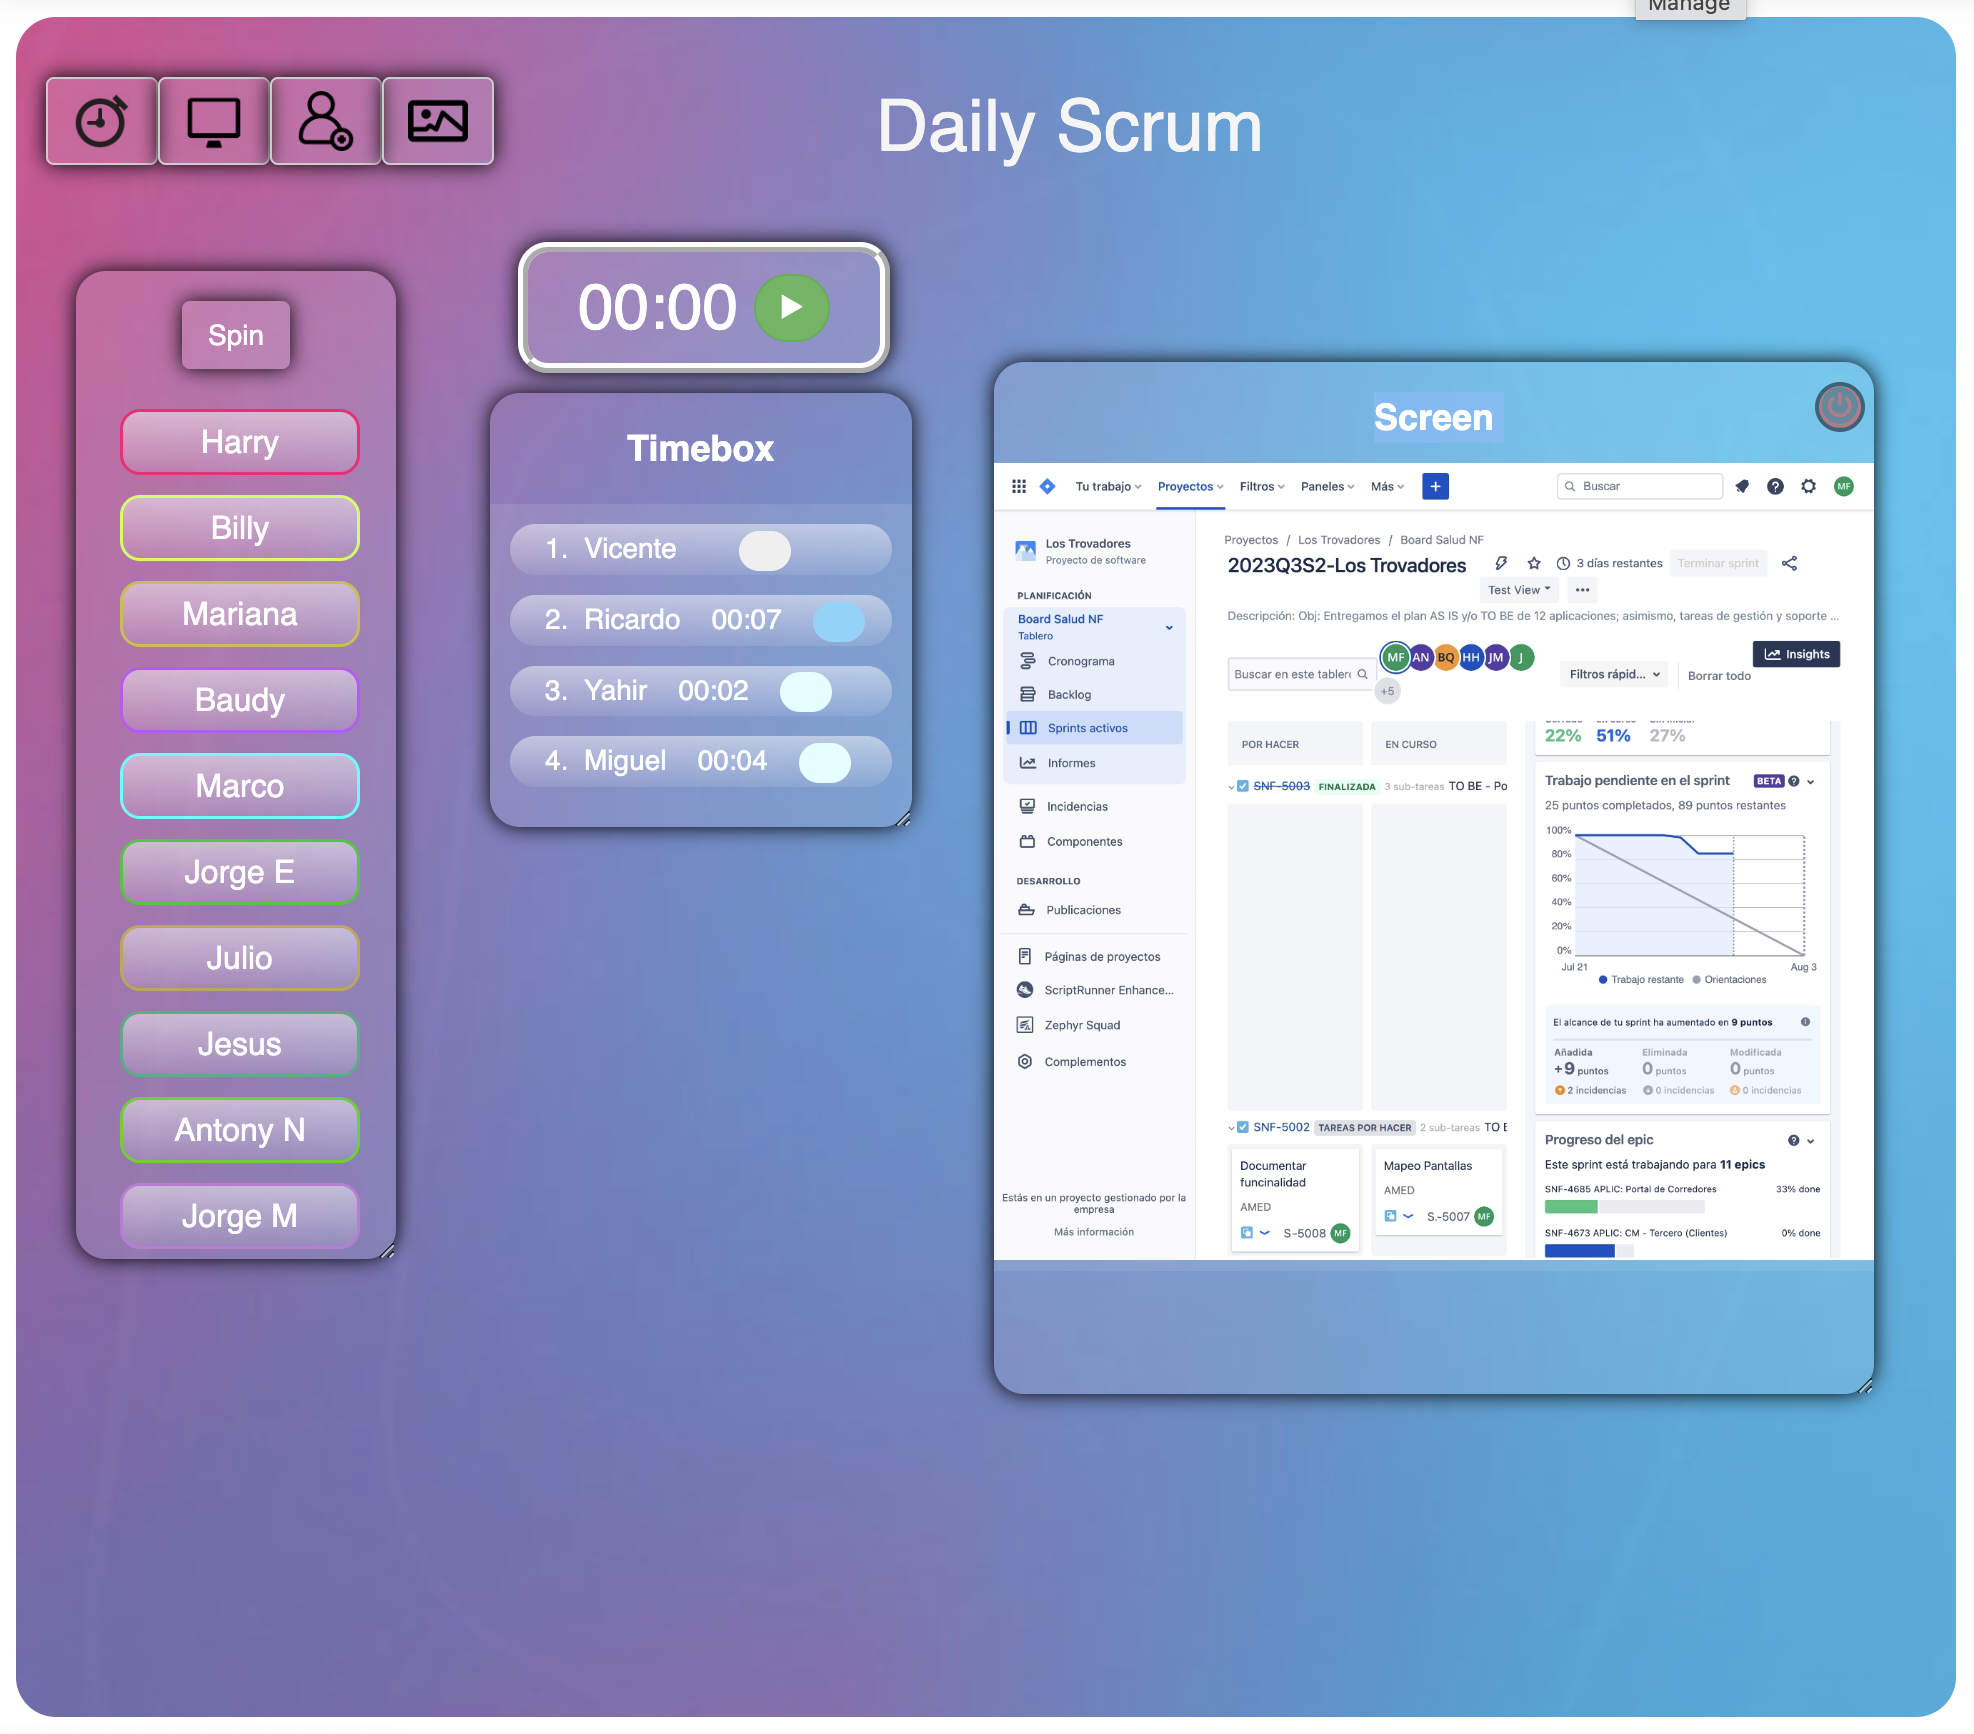 Manage
Daily Scrum
Spin
Harry
Billy
Mariana
Baudy
Marco
Jorge E
Julio
Jesus
Antony N
Jorge M
00:00
Timebox
1. Vicente
2. Ricardo 00:07
3. Yahir 00:02
4. Miguel 00:04
Screen
Tu trabajo Proyectos Filtros Paneles Más + Buscar ? MF
Los Trovadores
Proyecto de software
PLANIFICACIÓN
Board Salud NF
Tablero
Cronograma
Backlog
Sprints activos
Informes
Incidencias
Componentes
DESARROLLO
Publicaciones
Páginas de proyectos
ScriptRunner Enhance...
Zephyr Squad
Complementos
Estás en un proyecto gestionado por la
empresa
Más información
Proyectos / Los Trovadores / Board Salud NF
2023Q3S2-Los Trovadores 3 días restantes Terminar sprint
Test View ...
Descripción: Obj: Entregamos el plan AS IS y/o TO BE de 12 aplicaciones; asimismo, tareas de gestión y soporte ...
Buscar en este tablero MF AN BQ HH JM J +5 Filtros rápid... Borrar todo Insights
POR HACER EN CURSO
SNF-5003 FINALIZADA 3 sub-tareas TO BE - Po
SNF-5002 TAREAS POR HACER 2 sub-tareas TO E
Documentar
funcinalidad
AMED
S-5008 MF
Mapeo Pantallas
AMED
S.-5007 MF
22% 51% 27%
Trabajo pendiente en el sprint BETA ?
25 puntos completados, 89 puntos restantes
100%
80%
60%
40%
20%
0%
Jul 21 Aug 3
Trabajo restante Orientaciones
El alcance de tu sprint ha aumentado en 9 puntos
Añadida Eliminada Modificada
+9 puntos 0 puntos 0 puntos
2 incidencias 0 incidencias 0 incidencias
Progreso del epic ?
Este sprint está trabajando para 11 epics
SNF-4685 APLIC: Portal de Corredores 33% done
SNF-4673 APLIC: CM - Tercero (Clientes) 0% done